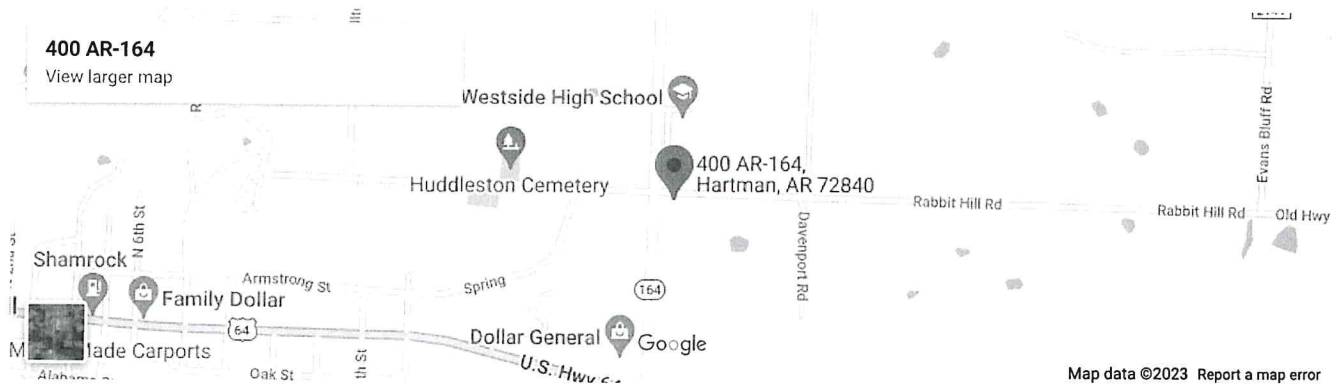 400 AR-164
View larger map
Westside High School
Huddleston Cemetery
400 AR-164,
Hartman, AR 72840
Rabbit Hill Rd
Rabbit Hill Rd
Old Hwy
Evans Bluff Rd
Davenport Rd
N 6th St
Shamrock
Family Dollar
Armstrong St
Spring
164
64
Dollar General
Google
Oak St
U.S. Hwy 64
Map data ©2023 Report a map error